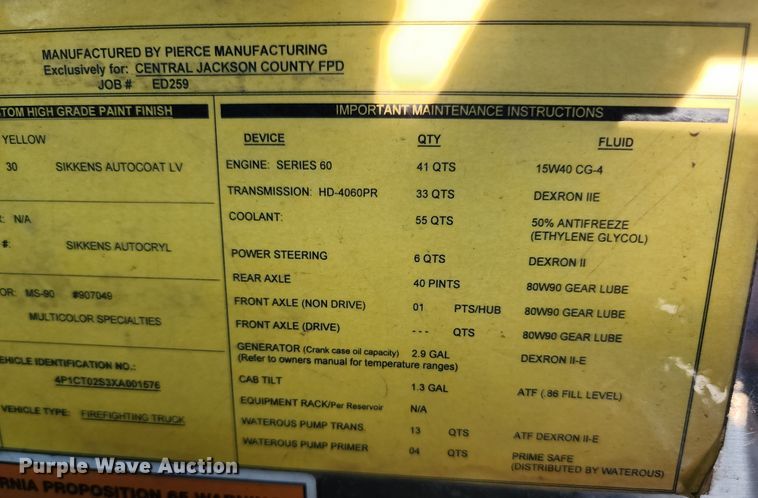 MANUFACTURED BY PIERCE MANUFACTURING
Exclusively for: CENTRAL JACKSON COUNTY FPD
JOB # ED259
STOM HIGH GRADE PAINT FINISH
YELLOW
30 SIKKENS AUTOCOAT LV
R: N/A
#: SIKKENS AUTOCRYL
OR: MS-90 #907049
MULTICOLOR SPECIALTIES
EHICLE IDENTIFICATION NO.:
4P1CT02S3XA001576
VEHICLE TYPE: FIREFIGHTING TRUCK
IMPORTANT MAINTENANCE INSTRUCTIONS
DEVICE QTY FLUID
ENGINE: SERIES 60 41 QTS 15W40 CG-4
TRANSMISSION: HD-4060PR 33 QTS DEXRON IIE
COOLANT: 55 QTS 50% ANTIFREEZE
(ETHYLENE GLYCOL)
POWER STEERING 6 QTS DEXRON II
REAR AXLE 40 PINTS 80W90 GEAR LUBE
FRONT AXLE (NON DRIVE) 01 PTS/HUB 80W90 GEAR LUBE
FRONT AXLE (DRIVE) --- QTS 80W90 GEAR LUBE
GENERATOR (Crank case oil capacity) 2.9 GAL DEXRON II-E
(Refer to owners manual for temperature ranges)
CAB TILT 1.3 GAL ATF (.86 FILL LEVEL)
EQUIPMENT RACK/Per Reservoir N/A
WATEROUS PUMP TRANS. 13 QTS ATF DEXRON II-E
WATEROUS PUMP PRIMER 04 QTS PRIME SAFE
(DISTRIBUTED BY WATEROUS)
Purple Wave Auction
RNIA PROPOSITION 65 WARN